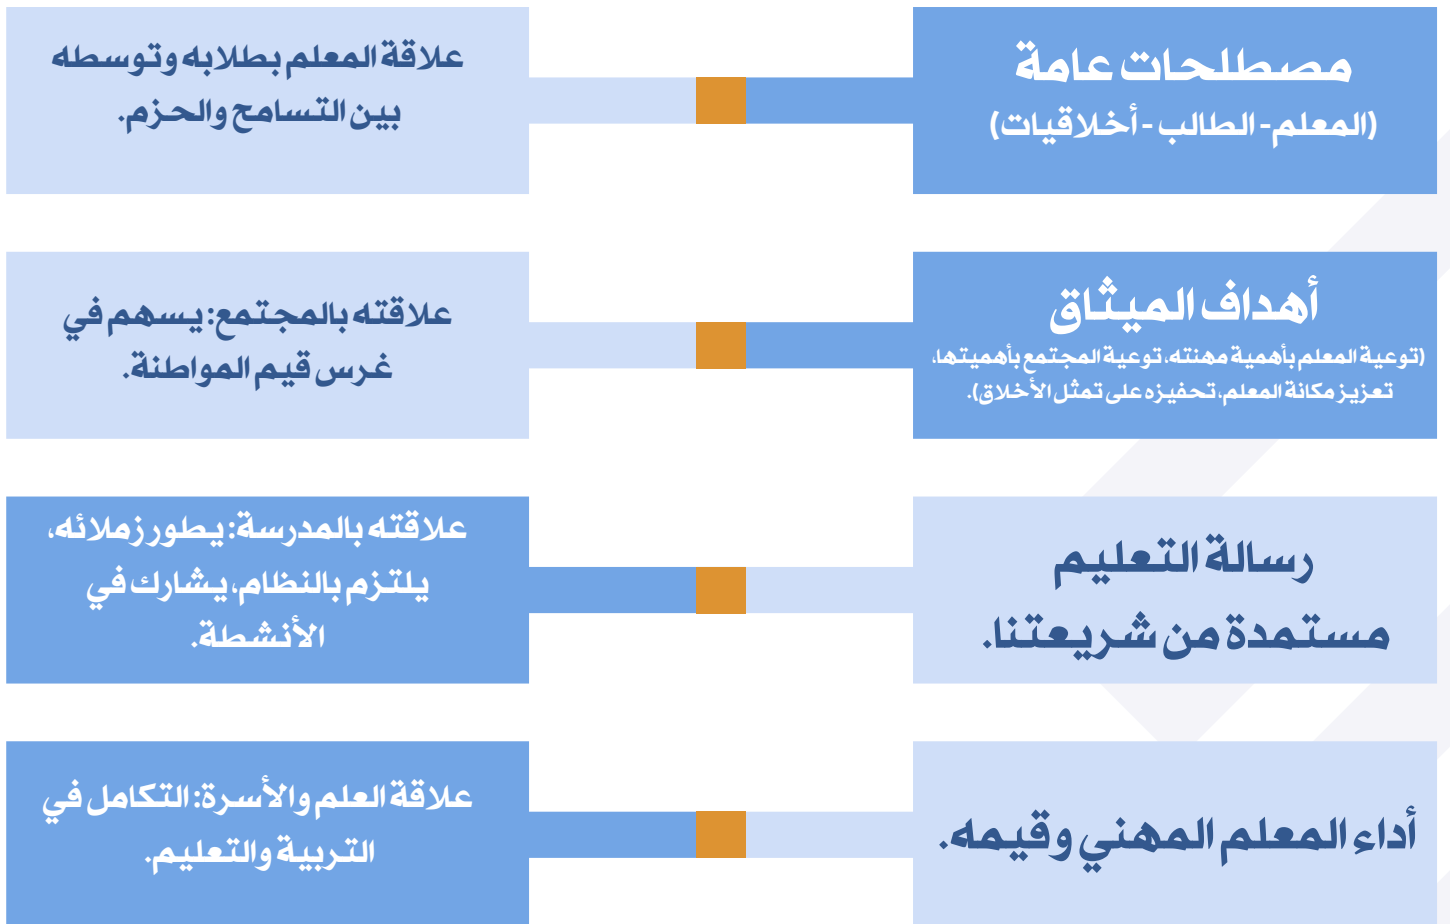 مصطلحات عامة
(المعلم - الطالب - أخلاقيات)
علاقة المعلم بطلابه وتوسطه
بين التسامح والحزم.
أهداف الميثاق
(توعية المعلم بأهمية مهنته، توعية المجتمع بأهميتها،
تعزيز مكانة المعلم، تحفيزه على تمثل الأخلاق).
علاقته بالمجتمع: يسهم في
غرس قيم المواطنة.
رسالة التعليم
مستمدة من شريعتنا.
علاقته بالمدرسة: يطور زملائه،
يلتزم بالنظام، يشارك في
الأنشطة.
أداء المعلم المهني وقيمه.
علاقة العلم والأسرة: التكامل في
التربية والتعليم.